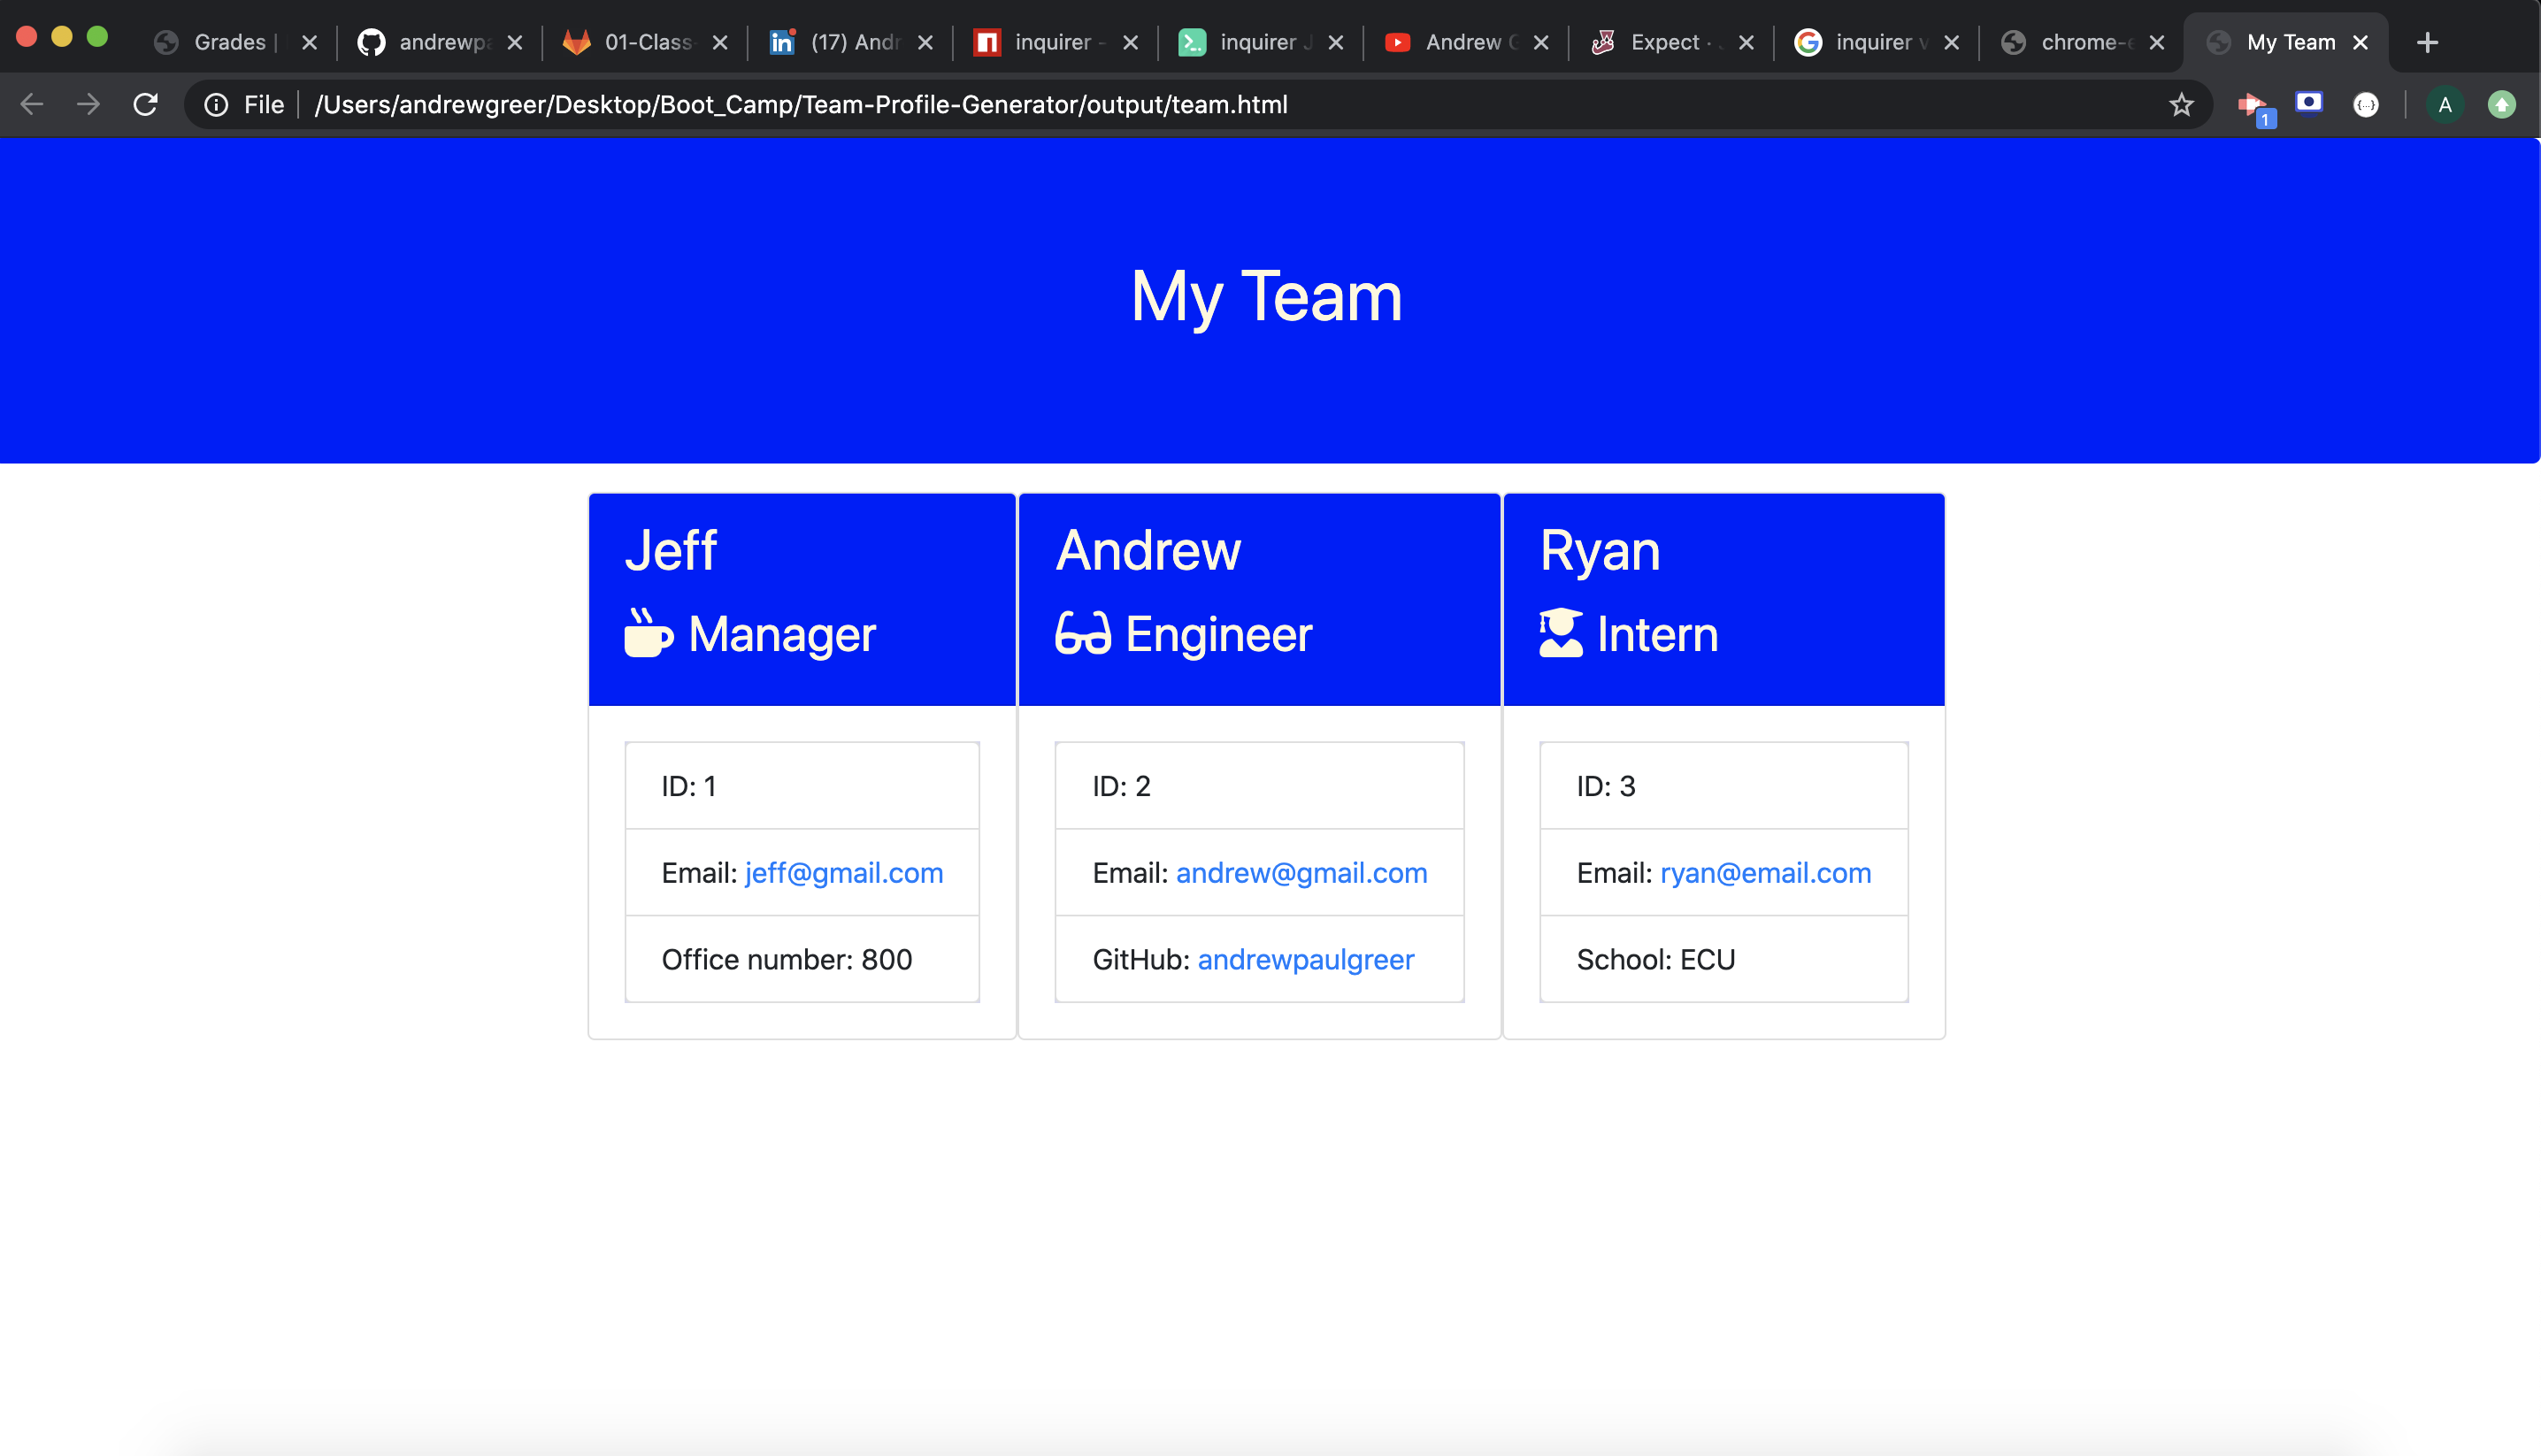 Grades |
andrewpa
01-Class-
(17) Andr
inquirer -
inquirer J
Andrew G
Expect ·
inquirer v
chrome-e
My Team
File
/Users/andrewgreer/Desktop/Boot_Camp/Team-Profile-Generator/output/team.html
1
A
My Team
Jeff
Manager
ID: 1
Email: jeff@gmail.com
Office number: 800
Andrew
Engineer
ID: 2
Email: andrew@gmail.com
GitHub: andrewpaulgreer
Ryan
Intern
ID: 3
Email: ryan@email.com
School: ECU